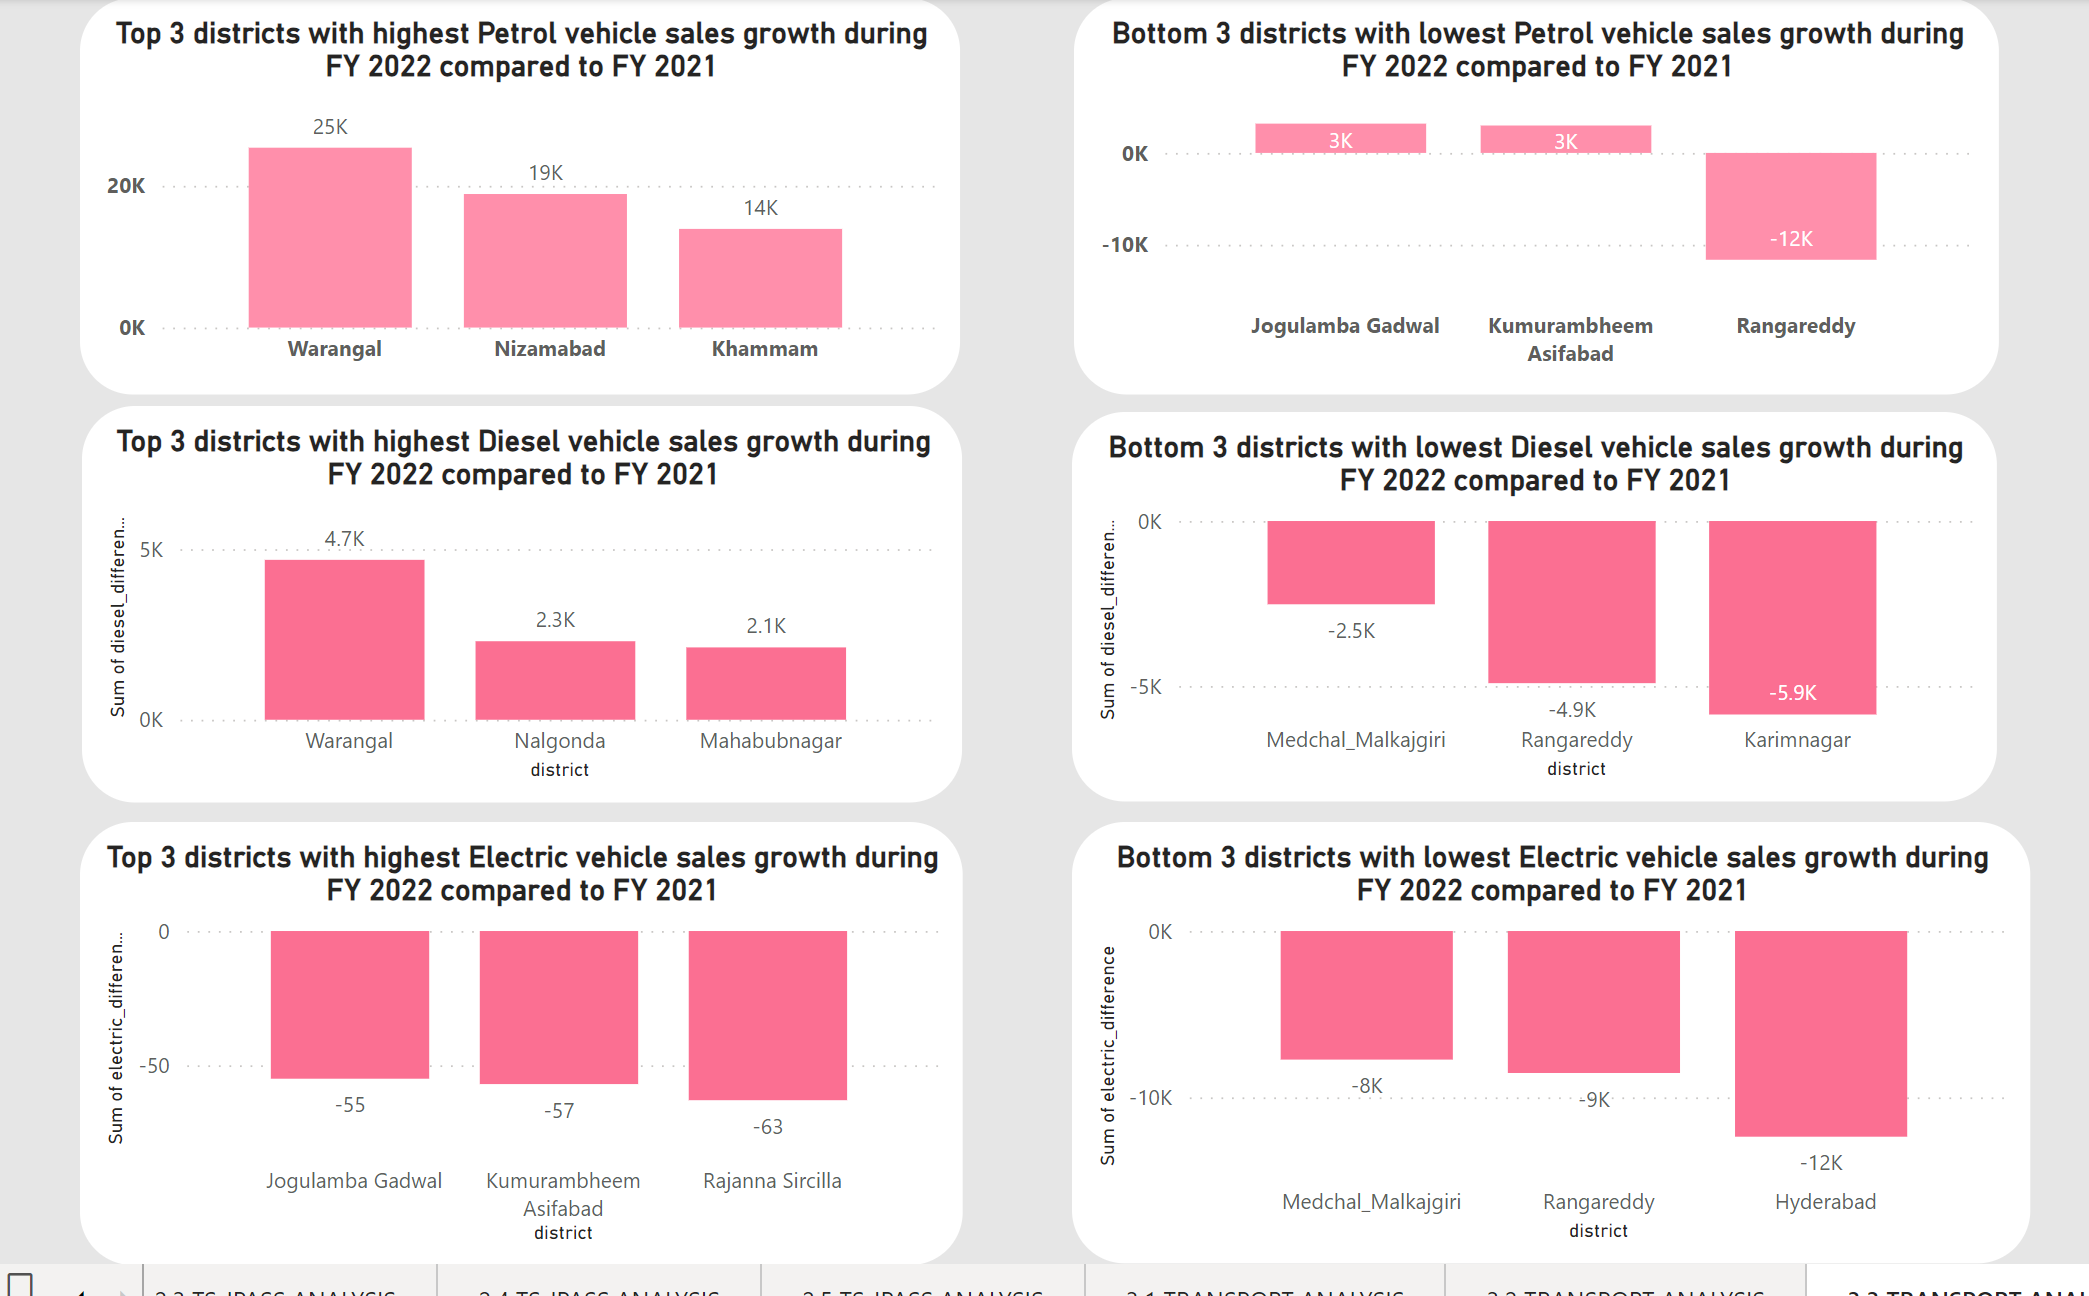 Top 3 districts with highest Petrol vehicle sales growth during
FY 2022 compared to FY 2021
25K
19K
14K
20K
0K
Warangal
Nizamabad
Khammam
Bottom 3 districts with lowest Petrol vehicle sales growth during
FY 2022 compared to FY 2021
3K
3K
-12K
0K
-10K
Jogulamba Gadwal
Kumurambheem
Asifabad
Rangareddy
Top 3 districts with highest Diesel vehicle sales growth during
FY 2022 compared to FY 2021
Sum of diesel_differen...
4.7K
2.3K
2.1K
5K
0K
Warangal
Nalgonda
Mahabubnagar
district
Bottom 3 districts with lowest Diesel vehicle sales growth during
FY 2022 compared to FY 2021
Sum of diesel_differen...
0K
-5K
-2.5K
-4.9K
-5.9K
Medchal_Malkajgiri
Rangareddy
Karimnagar
district
Top 3 districts with highest Electric vehicle sales growth during
FY 2022 compared to FY 2021
Sum of electric_differen...
0
-50
-55
-57
-63
Jogulamba Gadwal
Kumurambheem
Asifabad
Rajanna Sircilla
district
Bottom 3 districts with lowest Electric vehicle sales growth during
FY 2022 compared to FY 2021
Sum of electric_difference
0K
-10K
-8K
-9K
-12K
Medchal_Malkajgiri
Rangareddy
Hyderabad
district